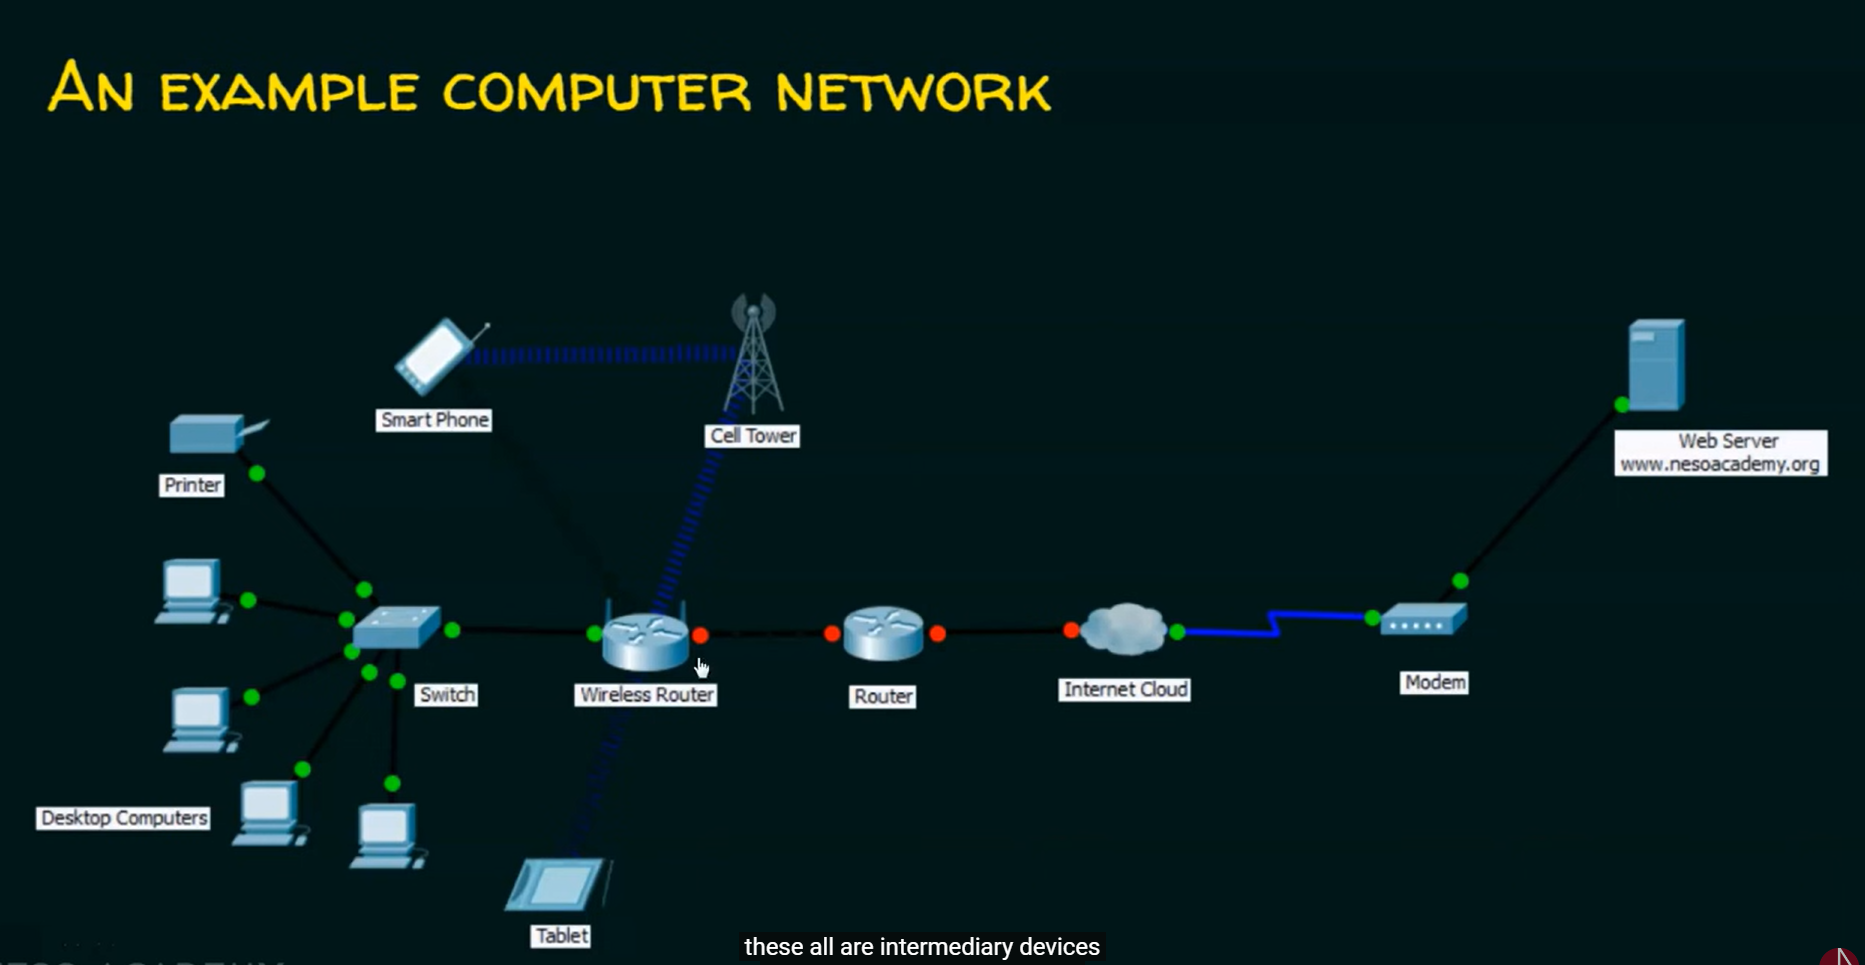 AN EXAMPLE COMPUTER NETWORK
Smart Phone
Cell Tower
Printer
Web Server
www.nesoacademy.org
Switch
Wireless Router
Router
Internet Cloud
Modem
Desktop Computers
Tablet
these all are intermediary devices